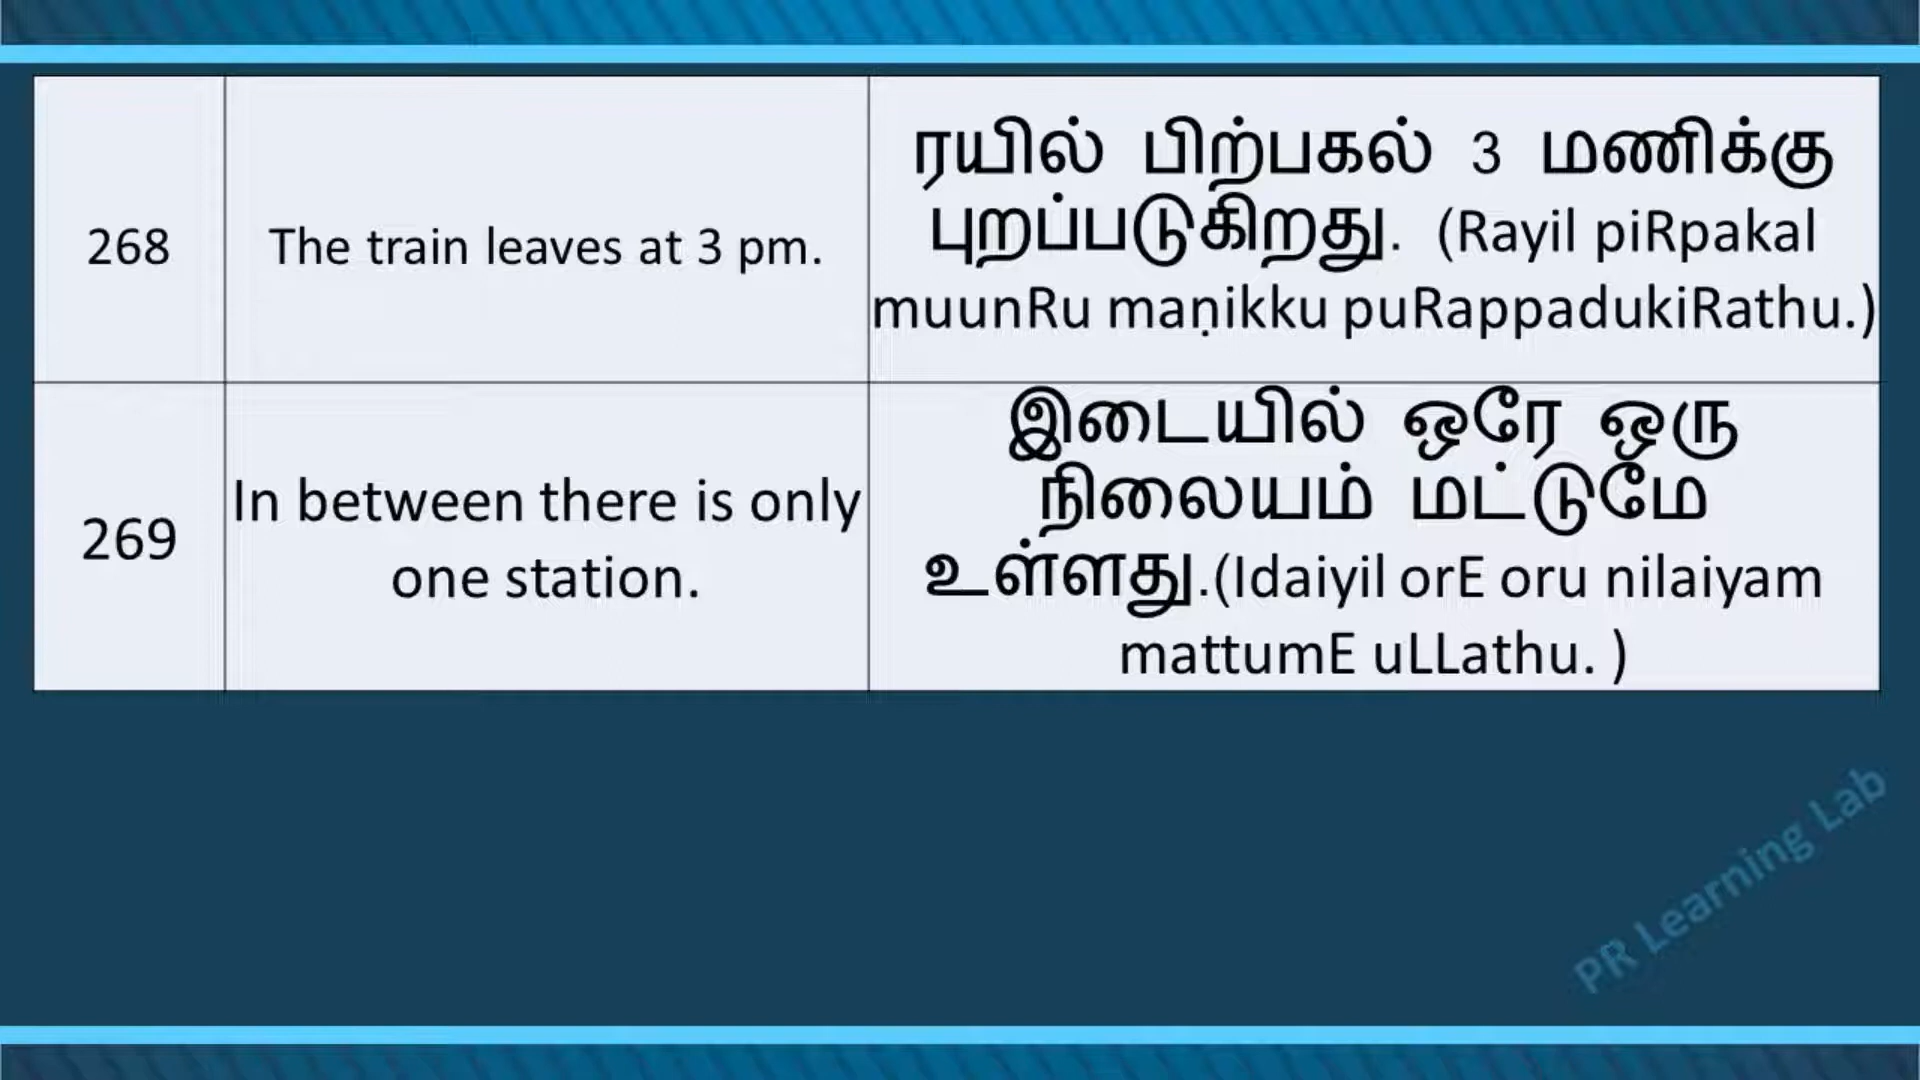 268
The train leaves at 3 pm.
ரயில் பிற்பகல் 3 மணிக்கு
புறப்படுகிறது. (Rayil piRpakal
muunRu maṇikku puRappadukiRathu.)
269
In between there is only
one station.
இடையில் ஒரே ஒரு
நிலையம் மட்டுமே
உள்ளது.(Idaiyil orE oru nilaiyam
mattumE uLLathu. )
PR Learning Lab